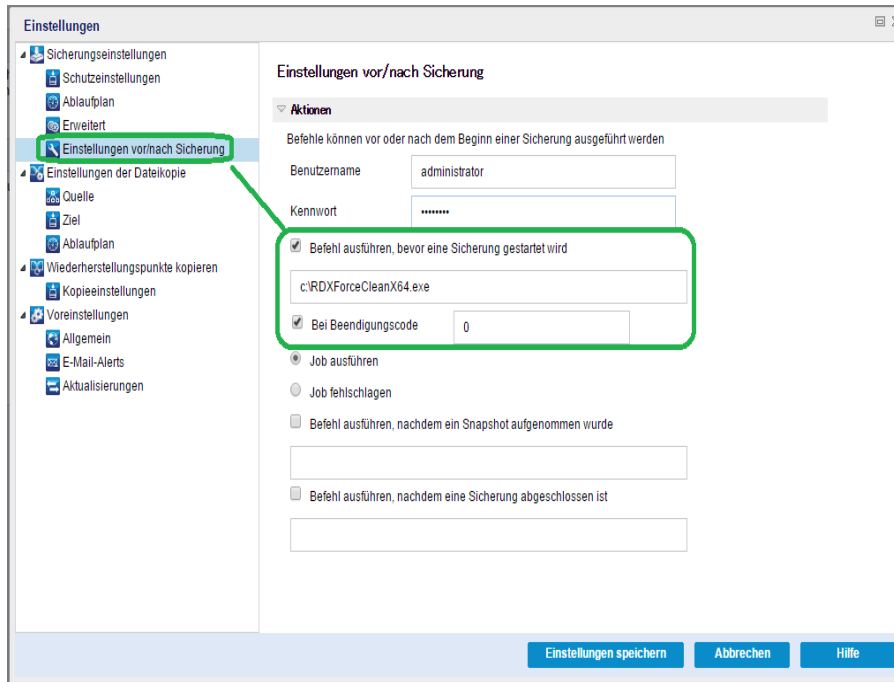 Einstellungen
Sicherungseinstellungen
Schutzeinstellungen
Ablaufplan
Erweitert
Einstellungen vor/nach Sicherung
Einstellungen der Dateikopie
Quelle
Ziel
Ablaufplan
Wiederherstellungspunkte kopieren
Kopieeinstellungen
Voreinstellungen
Allgemein
E-Mail-Alerts
Aktualisierungen
Einstellungen vor/nach Sicherung
Aktionen
Befehle können vor oder nach dem Beginn einer Sicherung ausgeführt werden
Benutzername administrator
Kennwort ••••••••
Befehl ausführen, bevor eine Sicherung gestartet wird
c:\RDXForceCleanX64.exe
Bei Beendigungscode 0
Job ausführen
Job fehlschlagen
Befehl ausführen, nachdem ein Snapshot aufgenommen wurde
Befehl ausführen, nachdem eine Sicherung abgeschlossen ist
Einstellungen speichern Abbrechen Hilfe